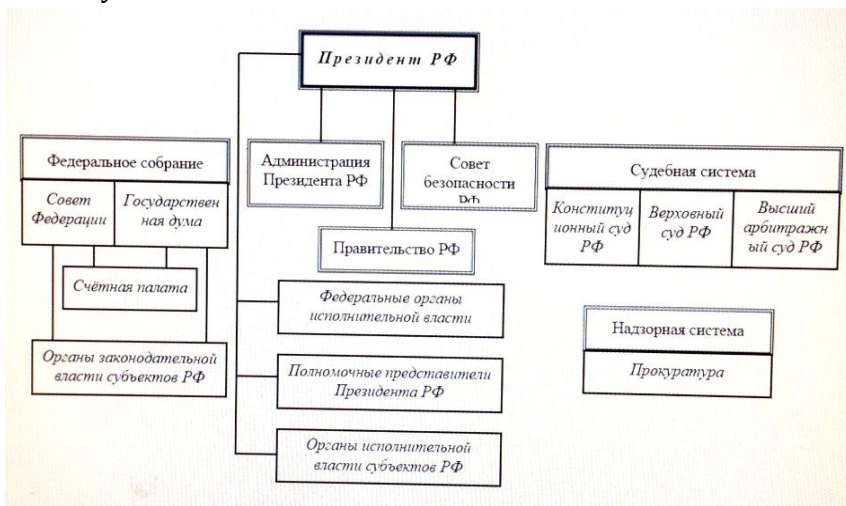 Президент РФ
Федеральное собрание
Совет
Федерации
Государствен
ная дума
Счётная палата
Органы законодательной
власти субъектов РФ
Администрация
Президента РФ
Совет
безопасности
РФ
Правительство РФ
Федеральные органы
исполнительной власти
Полномочные представители
Президента РФ
Органы исполнительной
власти субъектов РФ
Судебная система
Конституц
ионный суд
РФ
Верховный
суд РФ
Высший
арбитражн
ый суд РФ
Надзорная система
Прокуратура